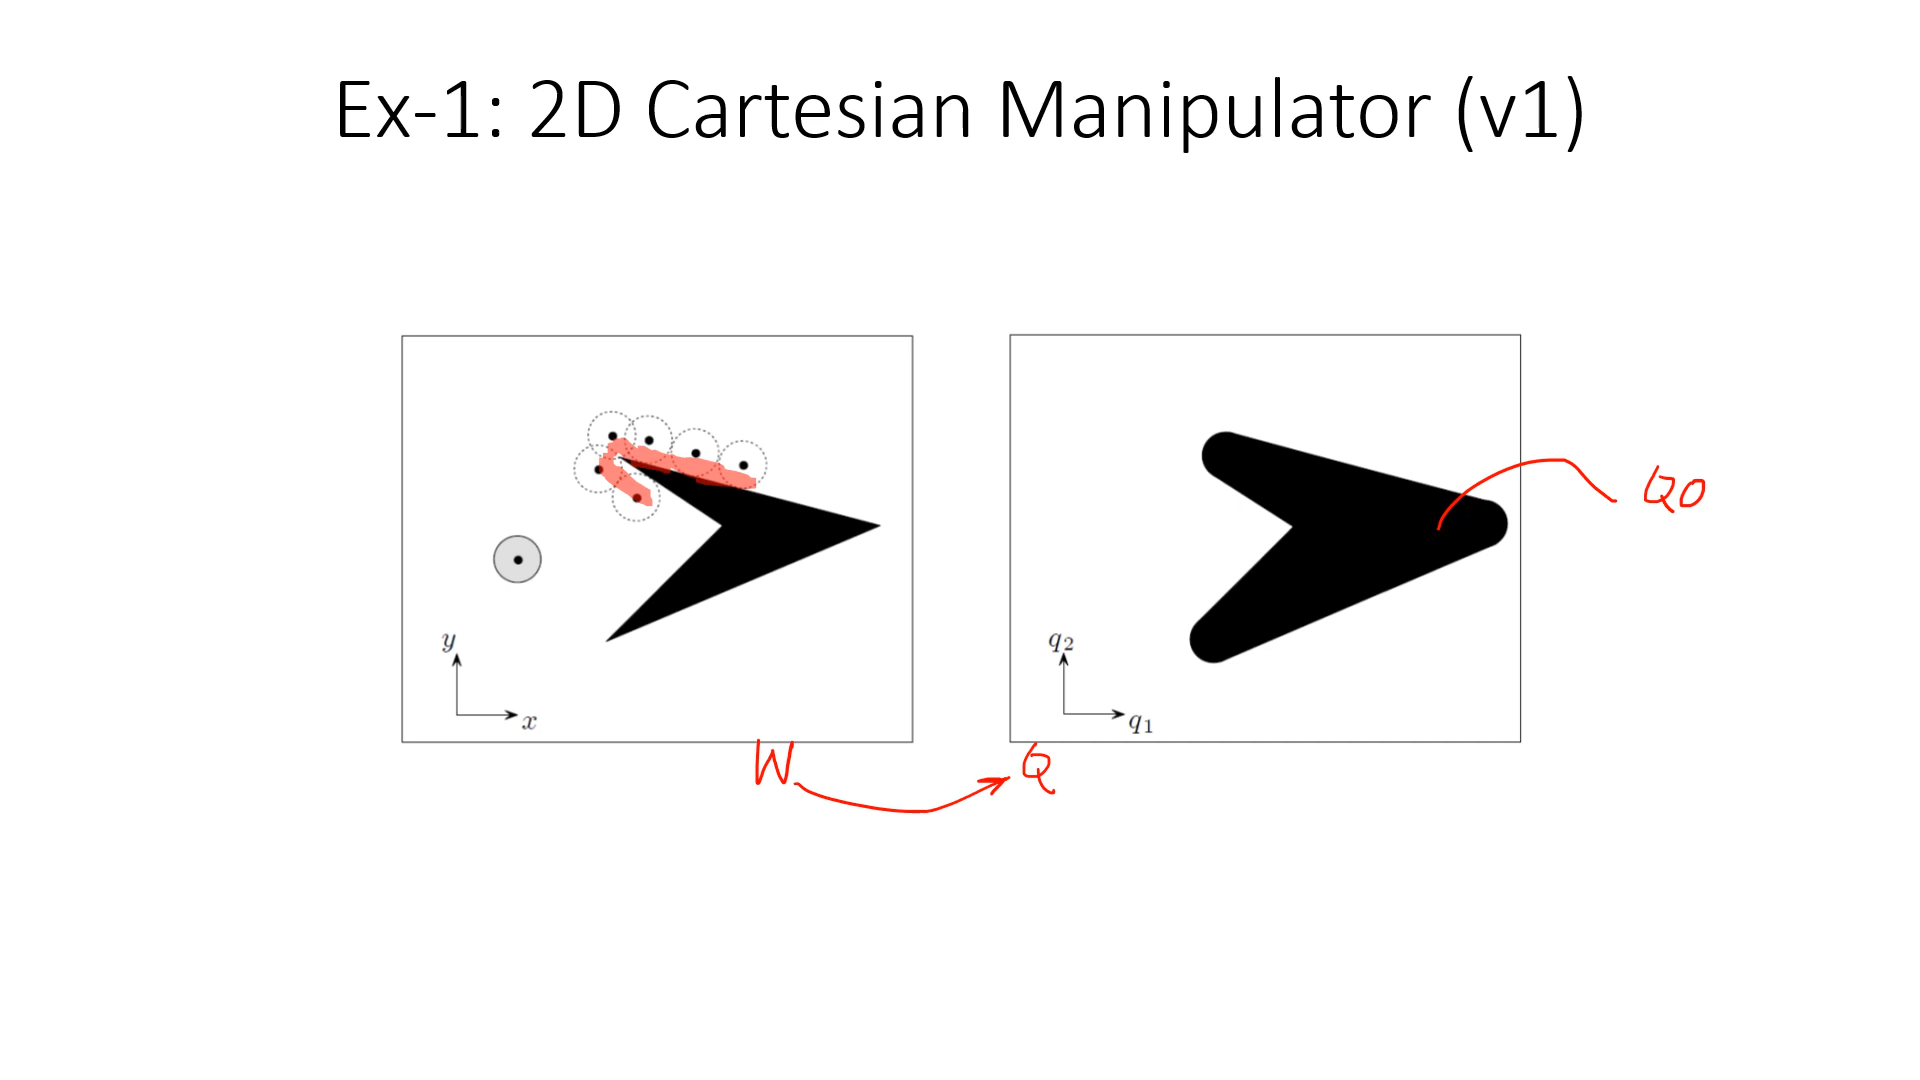 Ex-1: 2D Cartesian Manipulator (v1)
QO
y
x
q2
q1
W
Q